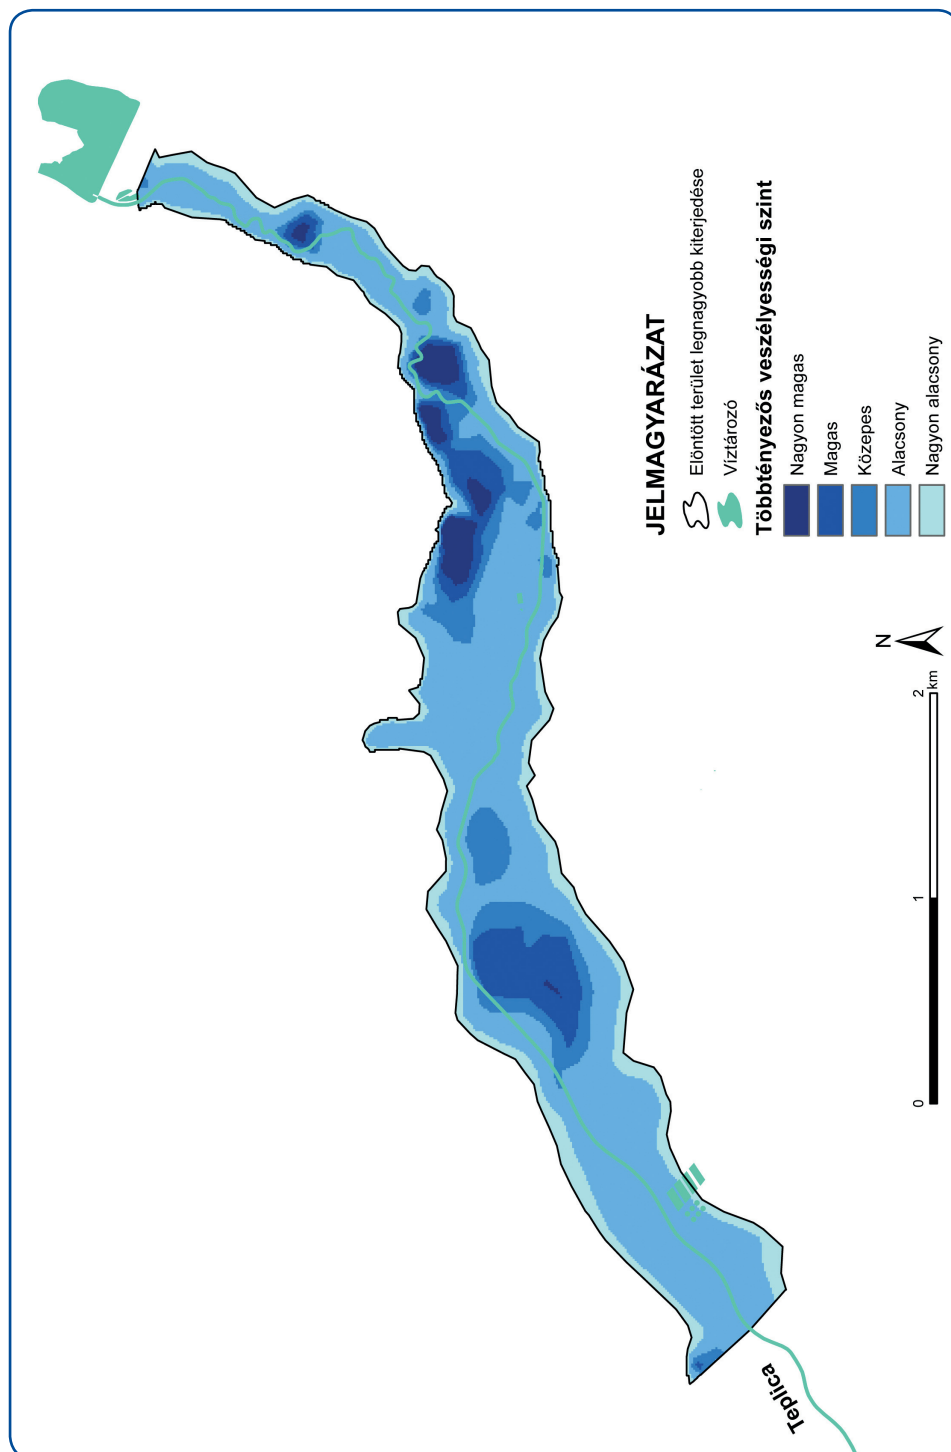 JELMAGYARÁZAT
Elöntött terület legnagyobb kiterjedése
Víztározó
Többtényezős veszélyességi szint
Nagyon magas
Magas
Közepes
Alacsony
Nagyon alacsony
N
0 1 2
km
Teplica